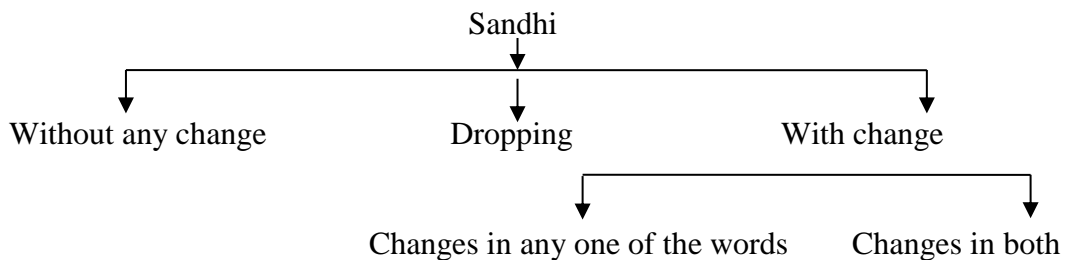 Sandhi
Without any change Dropping With change
Changes in any one of the words Changes in both